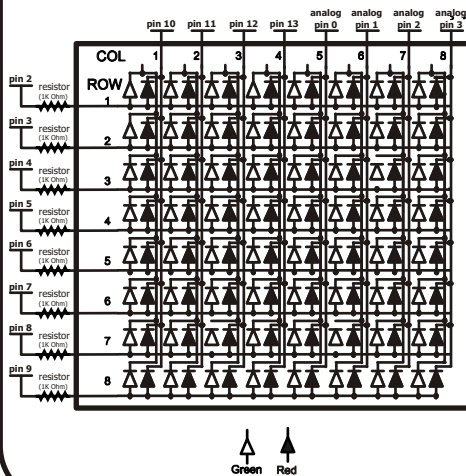 pin 10 pin 11 pin 12 pin 13 analog pin 0 analog pin 1 analog pin 2 analog pin 3
COL 1 2 3 4 5 6 7 8
ROW
pin 2 resistor (1K Ohm) 1
pin 3 resistor (1K Ohm) 2
pin 4 resistor (1K Ohm) 3
pin 5 resistor (1K Ohm) 4
pin 6 resistor (1K Ohm) 5
pin 7 resistor (1K Ohm) 6
pin 8 resistor (1K Ohm) 7
pin 9 resistor (1K Ohm) 8
Green Red